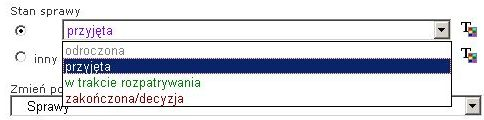 Stan sprawy
przyjęta
odroczona
inny przyjęta
w trakcie rozpatrywania
Zmień po zakończona/decyzja
Sprawy